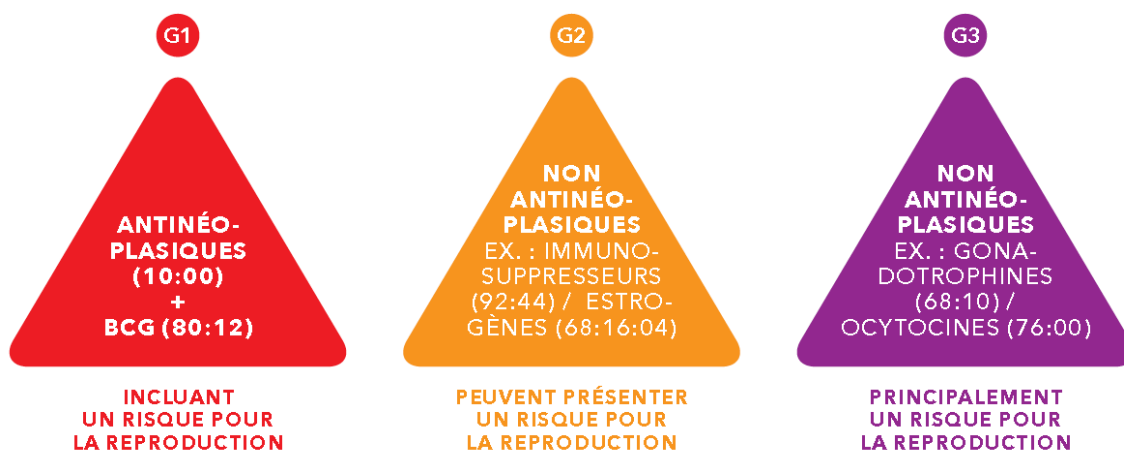 G1
ANTINÉO-
PLASIQUES
(10:00)
+
BCG (80:12)
INCLUANT
UN RISQUE POUR
LA REPRODUCTION
G2
NON
ANTINÉO-
PLASIQUES
EX. : IMMUNO-
SUPPRESSEURS
(92:44) / ESTRO-
GÈNES (68:16:04)
PEUVENT PRÉSENTER
UN RISQUE POUR
LA REPRODUCTION
G3
NON
ANTINÉO-
PLASIQUES
EX. : GONA-
DOTROPHINES
(68:10) /
OCYTOCINES (76:00)
PRINCIPALEMENT
UN RISQUE POUR
LA REPRODUCTION